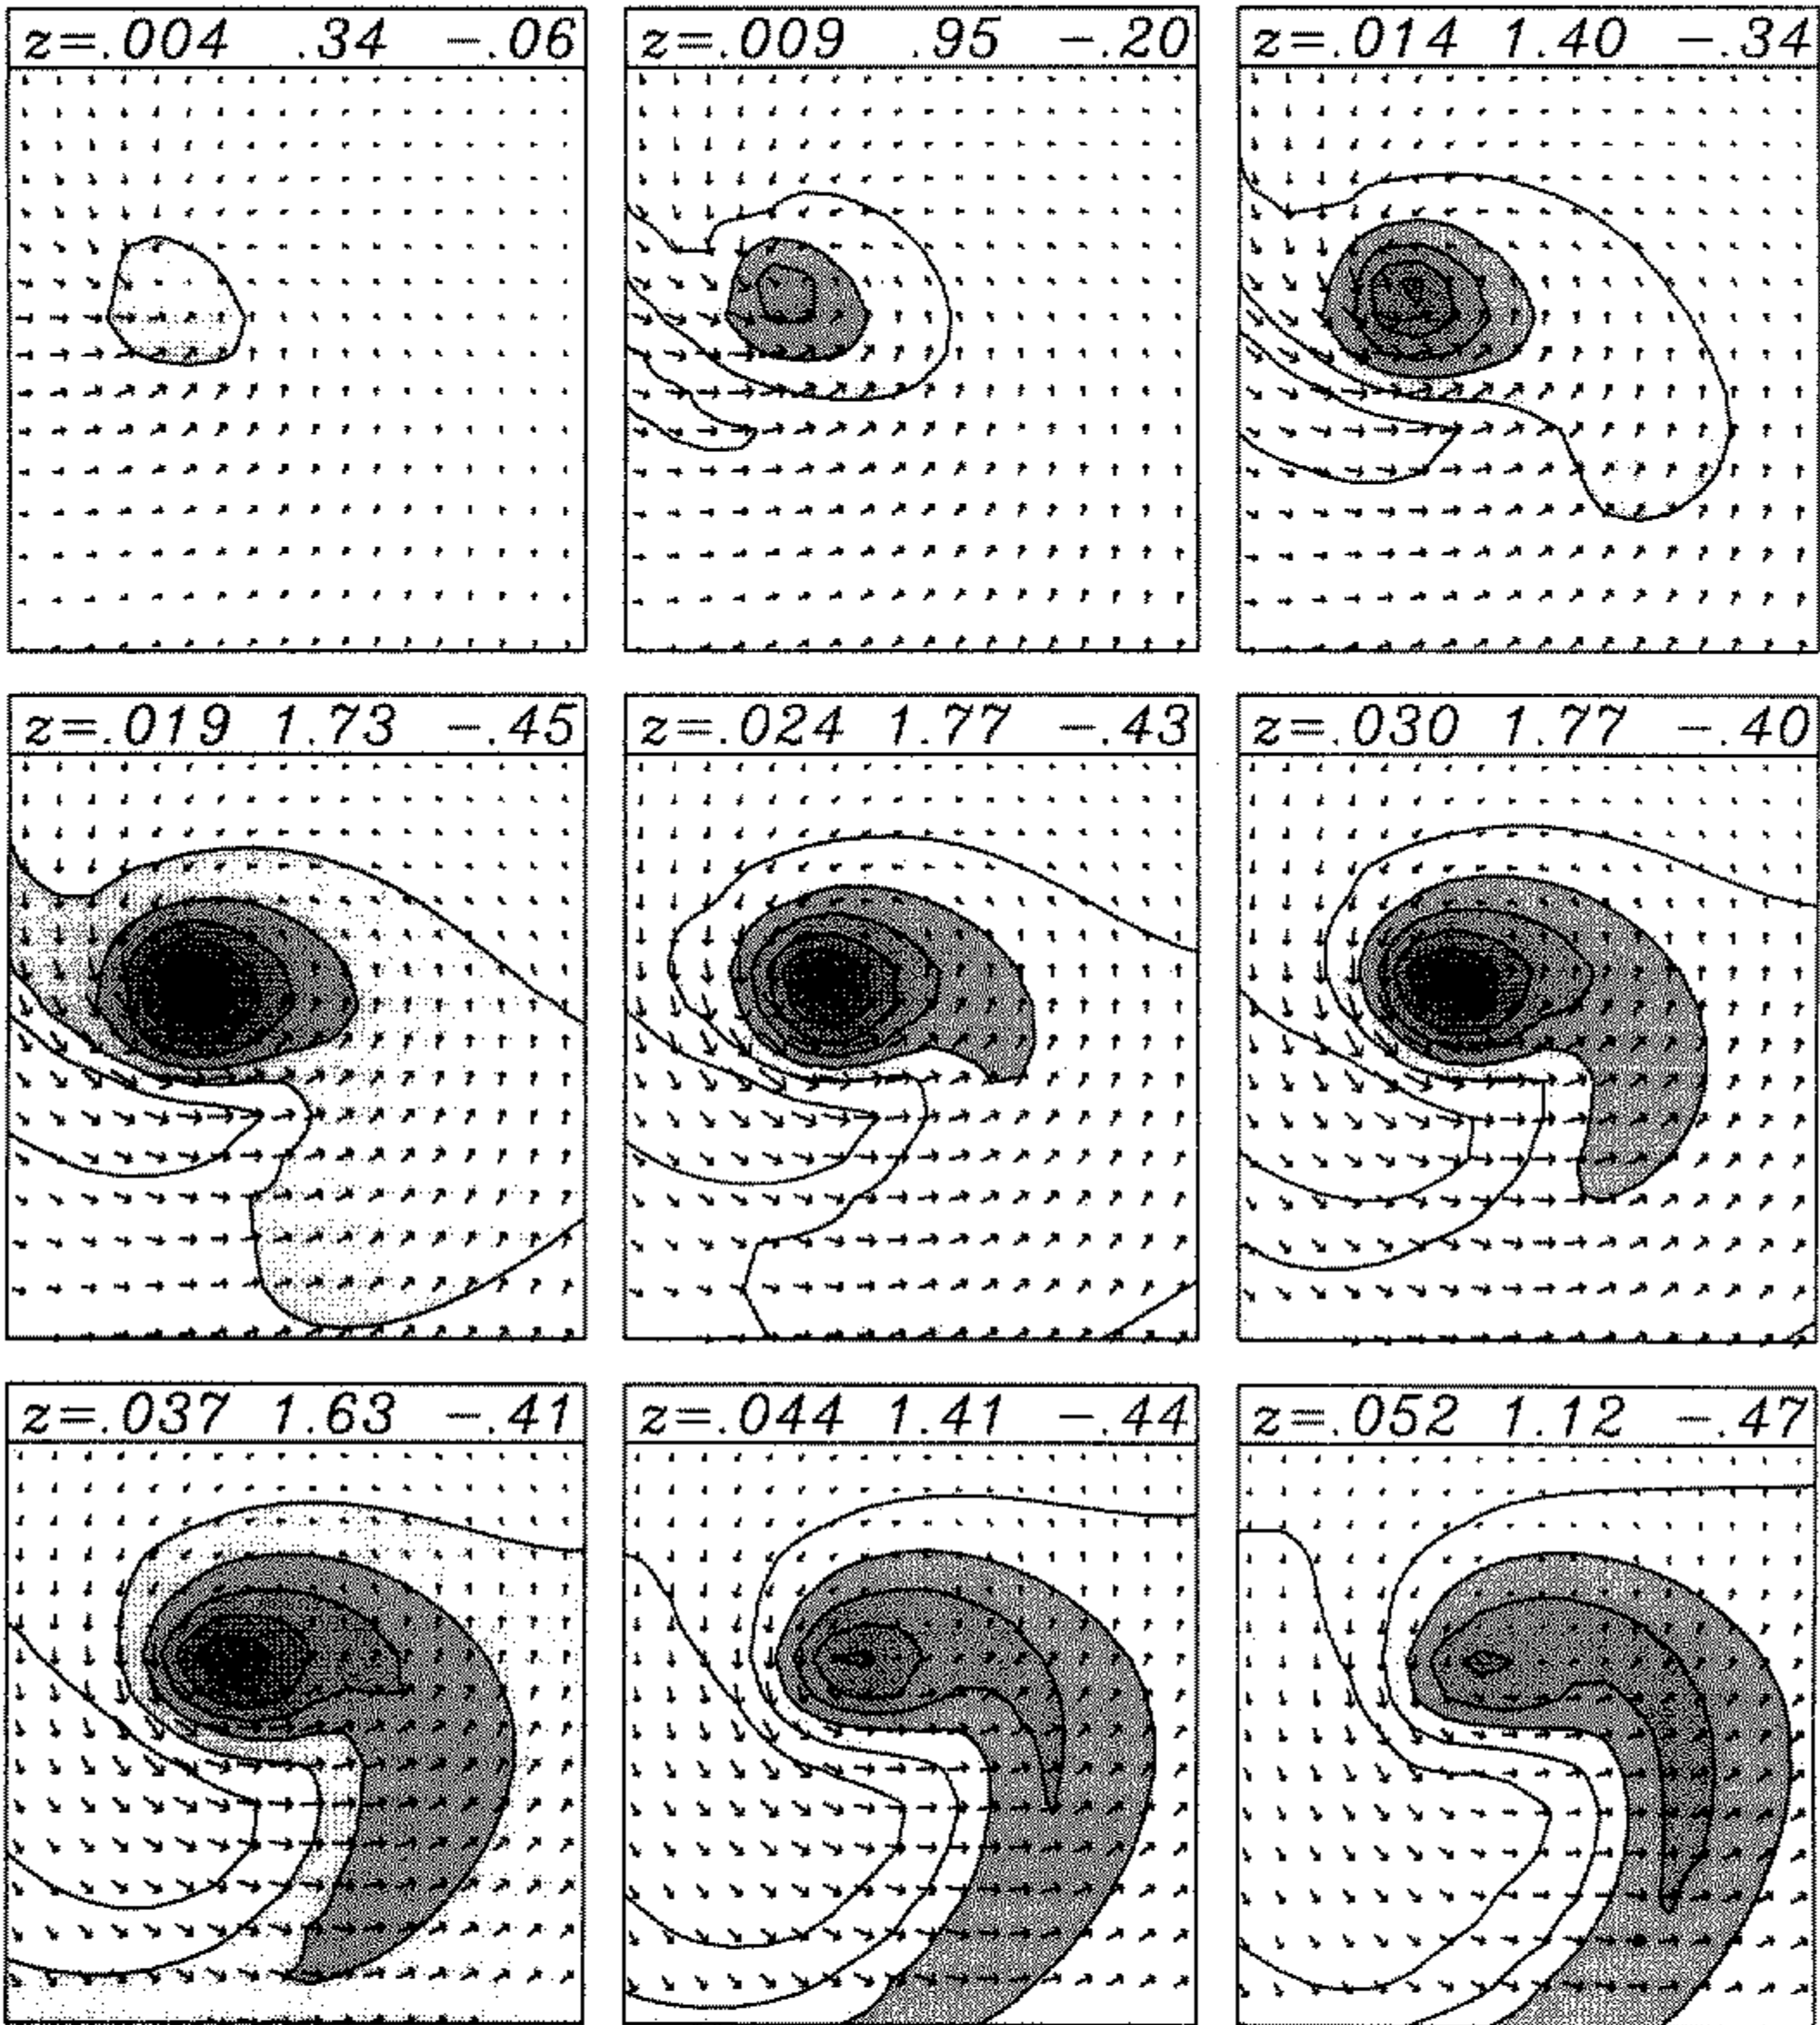 z=.004 .34 -.06
z=.009 .95 -.20
z=.014 1.40 -.34
z=.019 1.73 -.45
z=.024 1.77 -.43
z=.030 1.77 -.40
z=.037 1.63 -.41
z=.044 1.41 -.44
z=.052 1.12 -.47